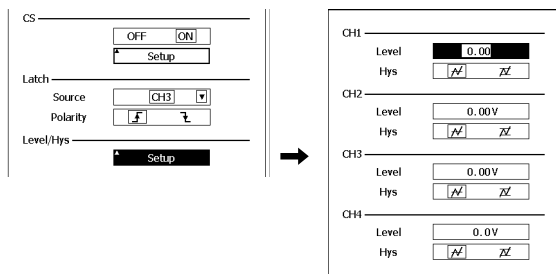 CS
OFF ON
Setup
Latch
Source CH3
Polarity
Level/Hys
Setup
CH1
Level 0.00
Hys
CH2
Level 0.00V
Hys
CH3
Level 0.00V
Hys
CH4
Level 0.0V
Hys